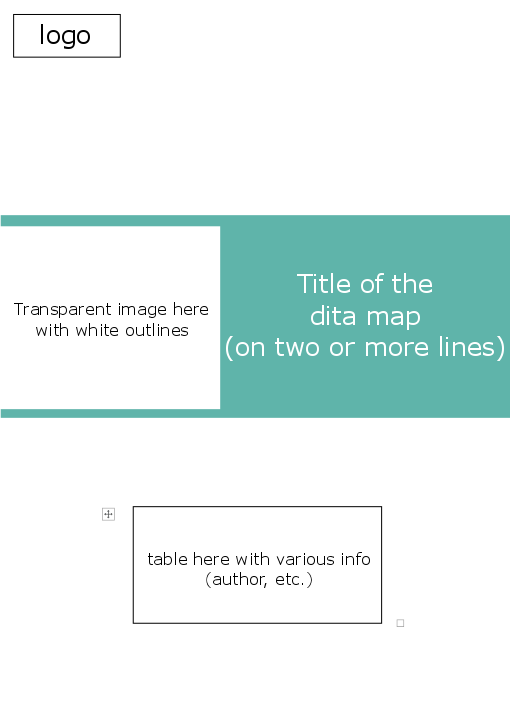 logo
Transparent image here
with white outlines
Title of the
dita map
(on two or more lines)
table here with various info
(author, etc.)